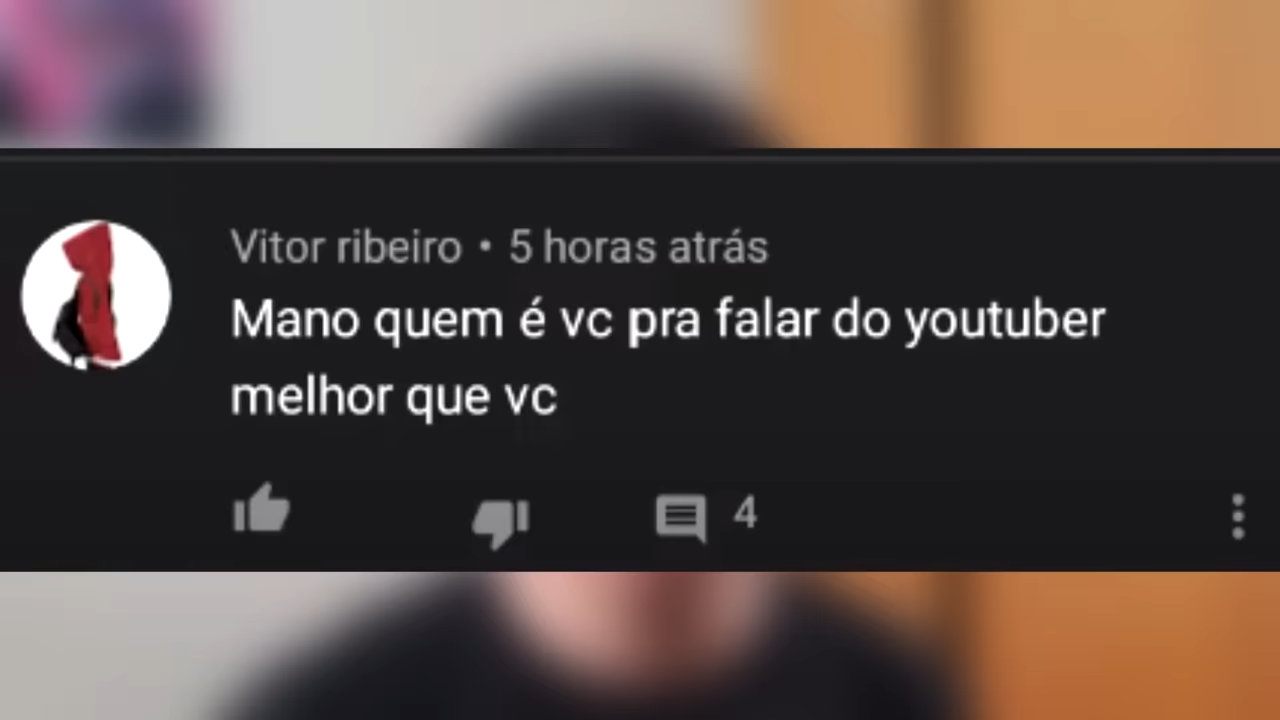 Vitor ribeiro • 5 horas atrás
Mano quem é vc pra falar do youtuber
melhor que vc
4